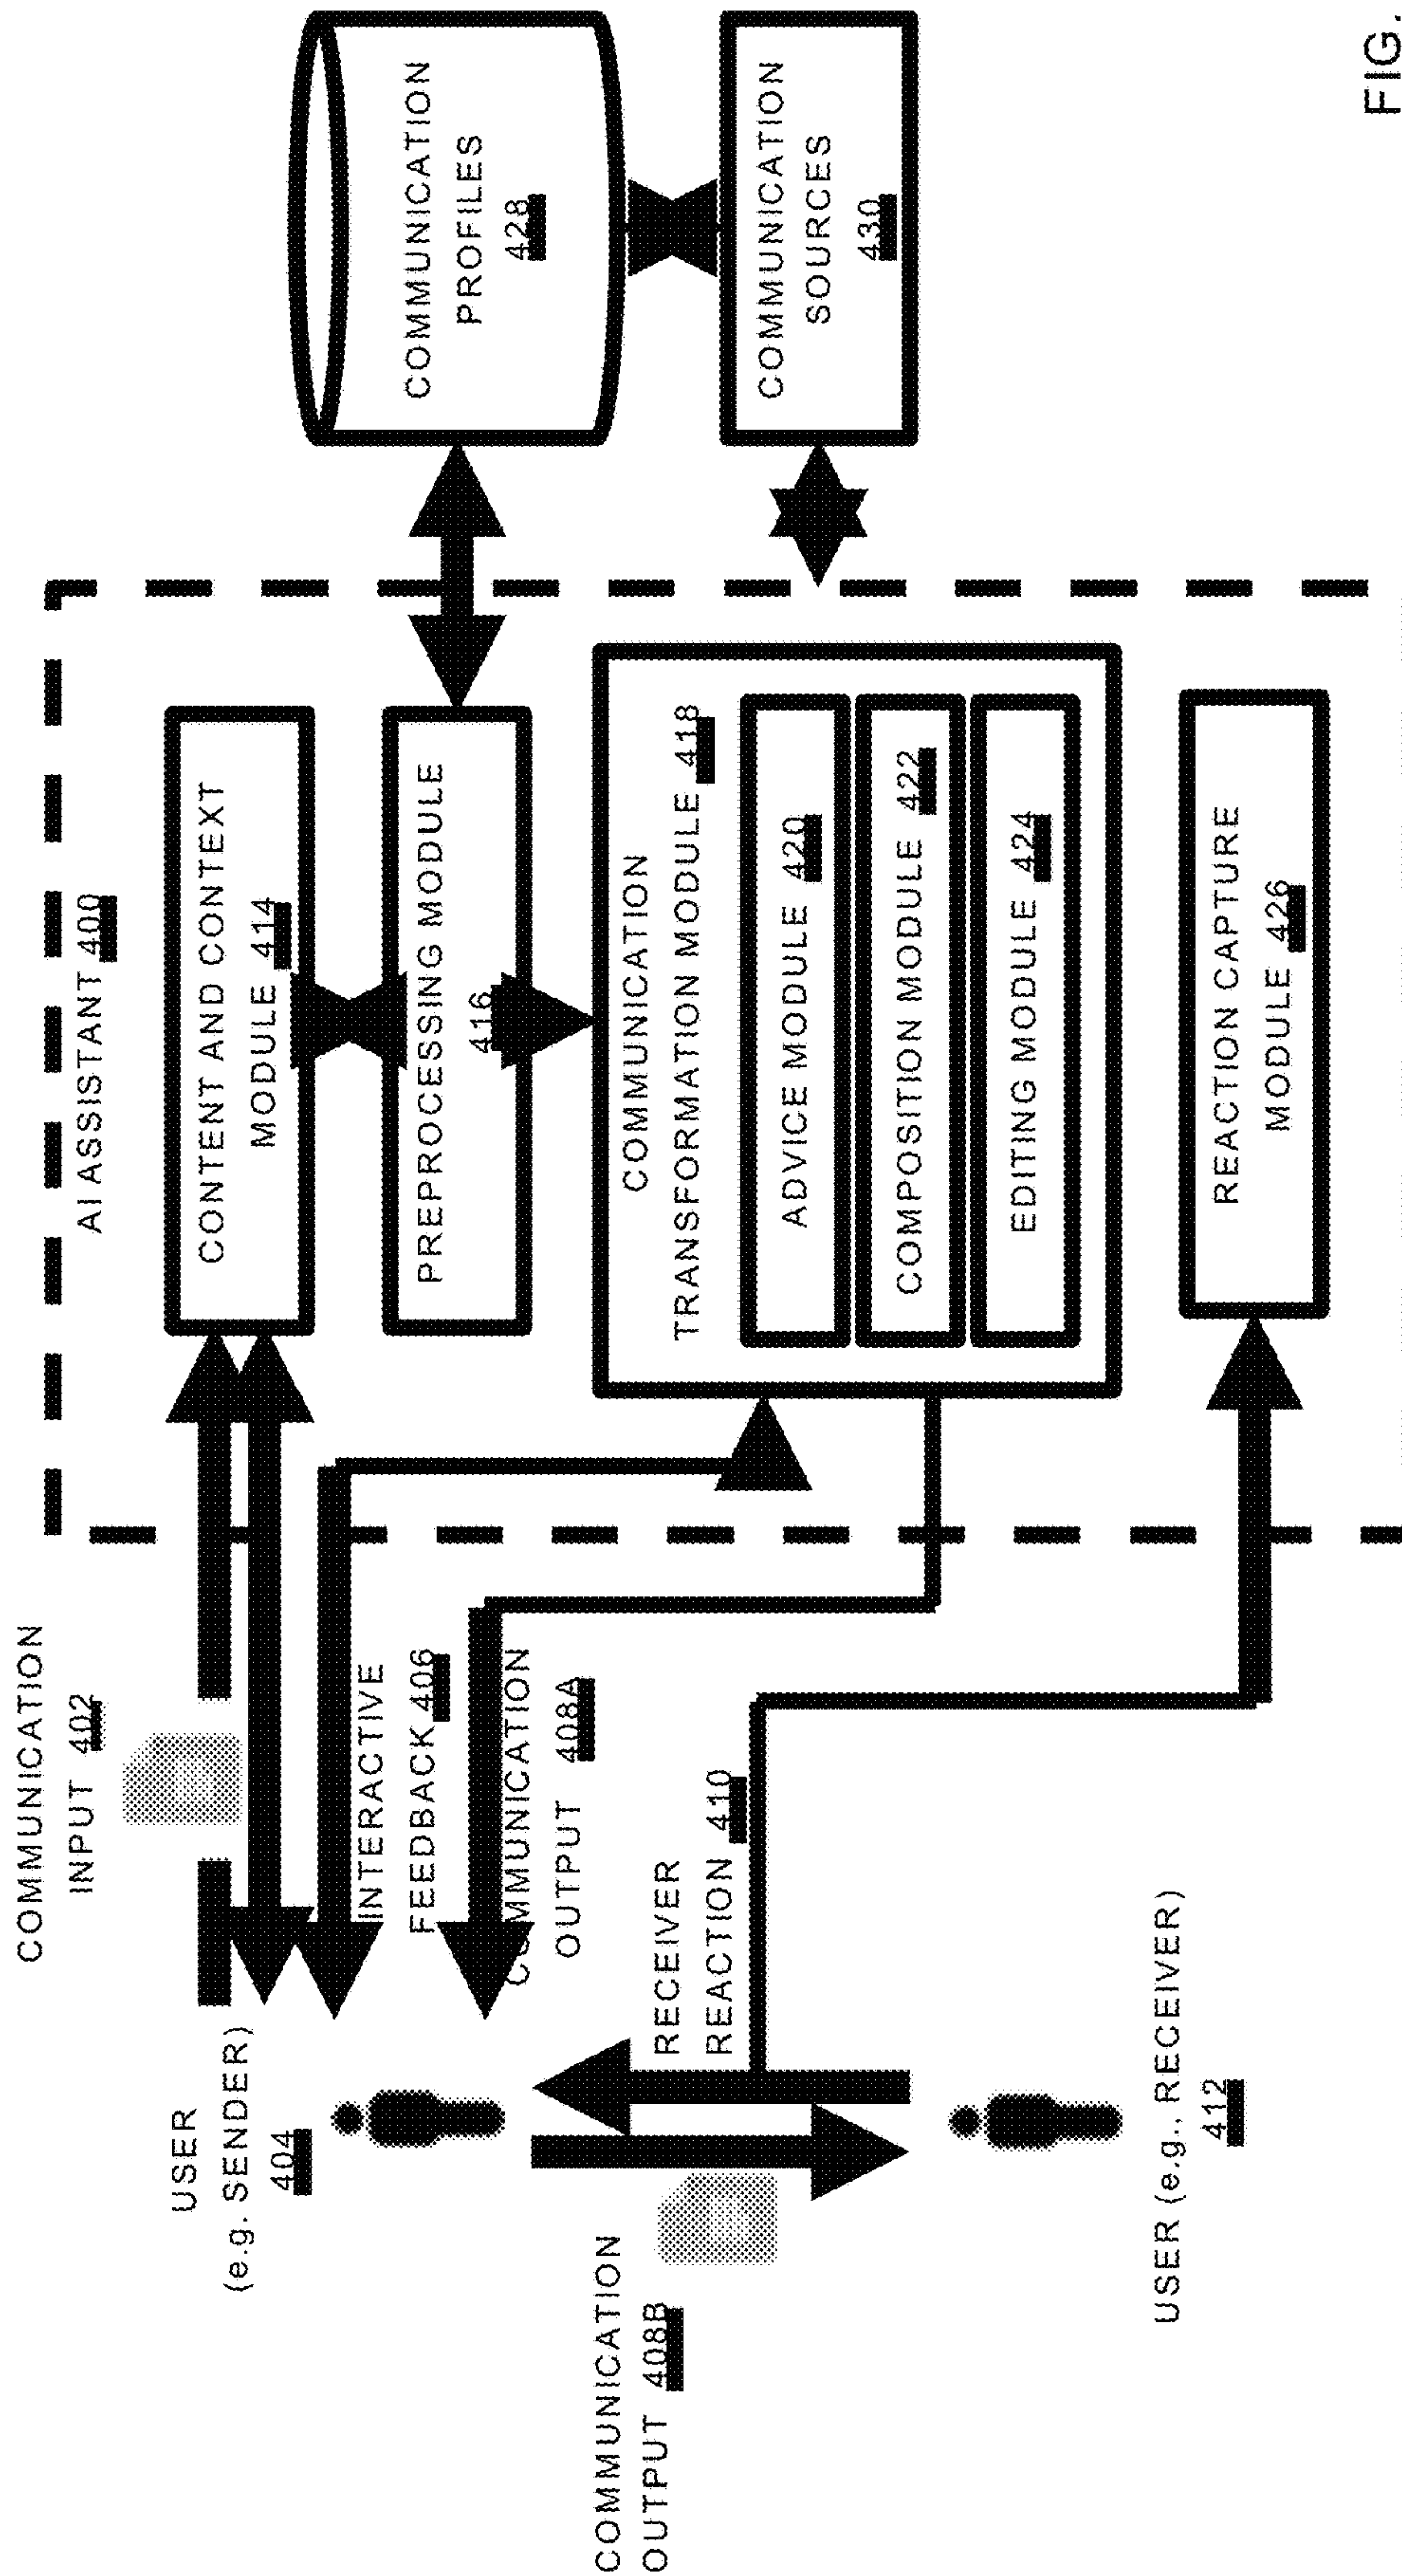 COMMUNICATION
INPUT 402
USER
(e.g. SENDER)
404
INTERACTIVE
FEEDBACK 406
COMMUNICATION
OUTPUT 408A
COMMUNICATION
OUTPUT 408B
RECEIVER
REACTION 410
USER (e.g., RECEIVER)
412
AI ASSISTANT 400
CONTENT AND CONTEXT
MODULE 414
PREPROCESSING MODULE
416
COMMUNICATION
TRANSFORMATION MODULE 418
ADVICE MODULE 420
COMPOSITION MODULE 422
EDITING MODULE 424
REACTION CAPTURE
MODULE 426
COMMUNICATION
PROFILES
428
COMMUNICATION
SOURCES
430
FIG.